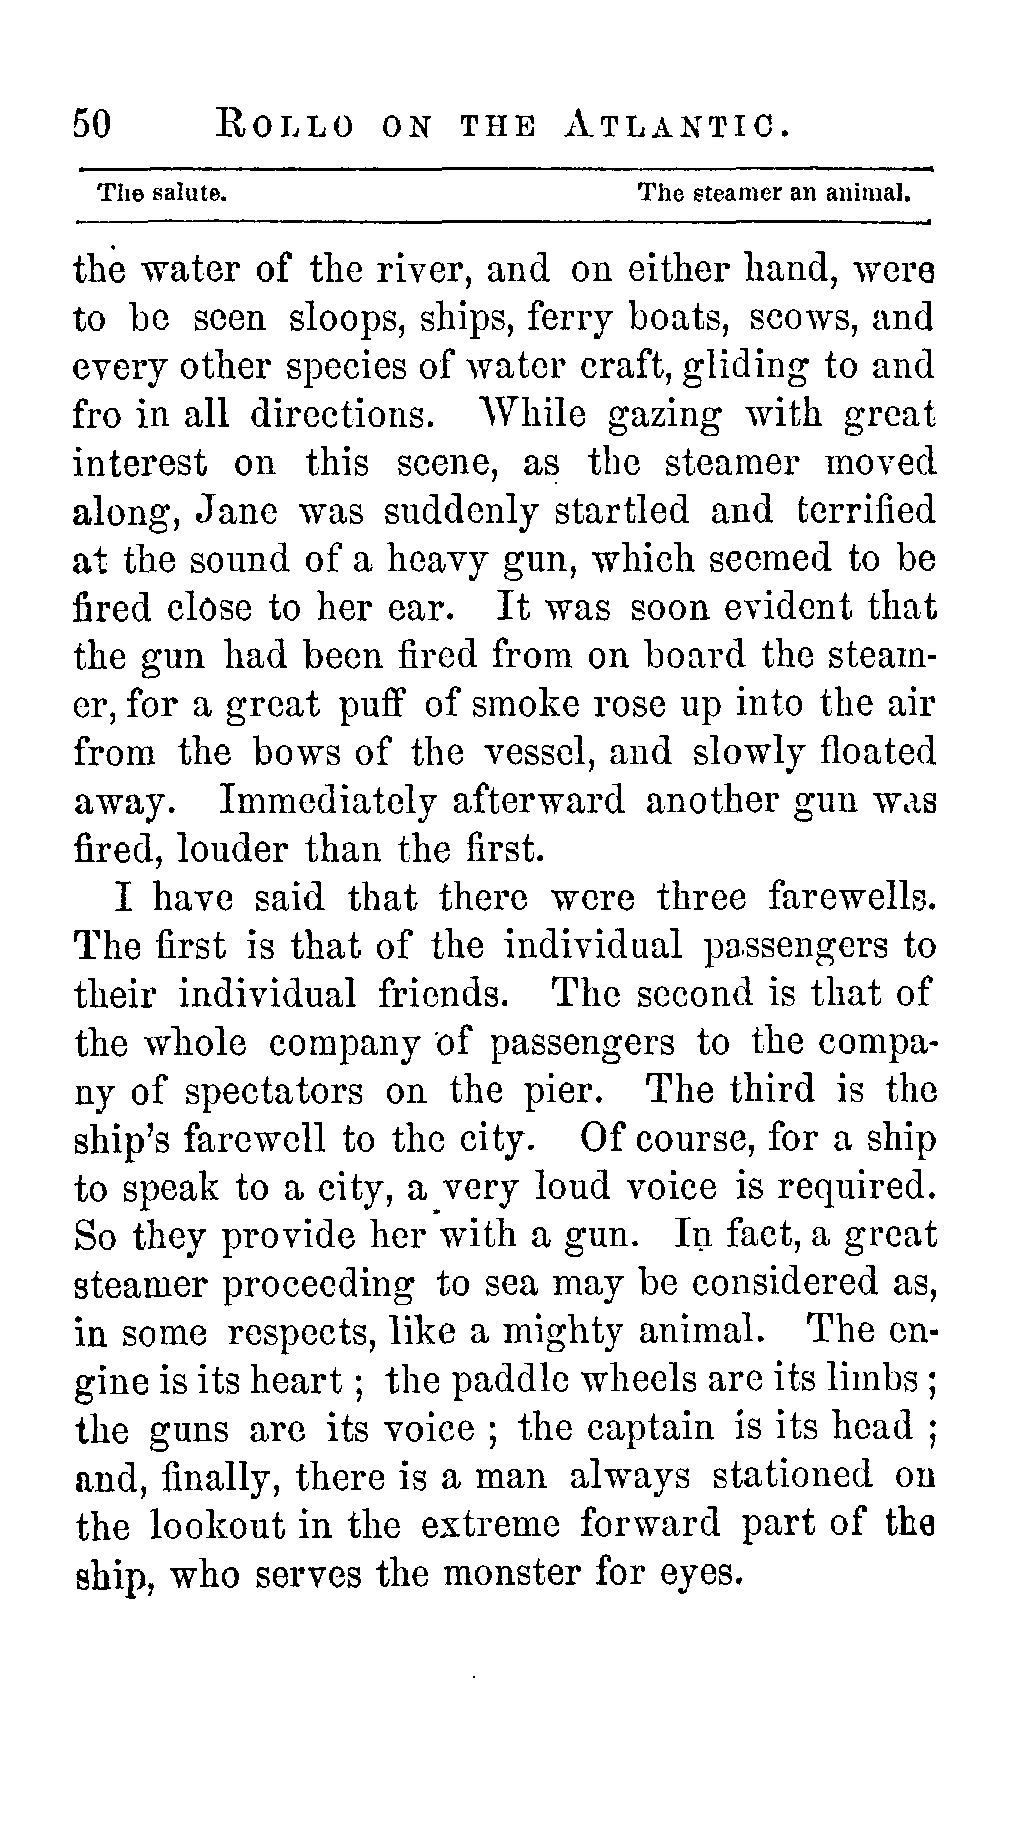 50 ROLLO ON THE ATLANTIC.
The salute. The steamer an animal.
the water of the river, and on either hand, were
to be seen sloops, ships, ferry boats, scows, and
every other species of water craft, gliding to and
fro in all directions. While gazing with great
interest on this scene, as the steamer moved
along, Jane was suddenly startled and terrified
at the sound of a heavy gun, which seemed to be
fired close to her ear. It was soon evident that
the gun had been fired from on board the steam-
er, for a great puff of smoke rose up into the air
from the bows of the vessel, and slowly floated
away. Immediately afterward another gun was
fired, louder than the first.
I have said that there were three farewells.
The first is that of the individual passengers to
their individual friends. The second is that of
the whole company of passengers to the compa-
ny of spectators on the pier. The third is the
ship's farewell to the city. Of course, for a ship
to speak to a city, a very loud voice is required.
So they provide her with a gun. In fact, a great
steamer proceeding to sea may be considered as,
in some respects, like a mighty animal. The en-
gine is its heart ; the paddle wheels are its limbs ;
the guns are its voice ; the captain is its head ;
and, finally, there is a man always stationed on
the lookout in the extreme forward part of the
ship, who serves the monster for eyes.